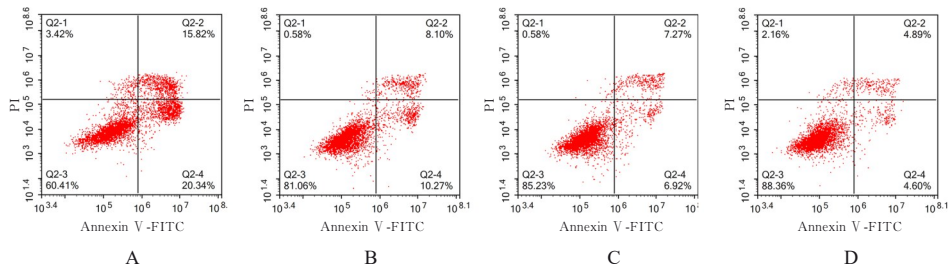 Q2-1
3.42%
Q2-2
15.82%
Q2-3
60.41%
Q2-4
20.34%
PI
10^1.4 10^3 10^4 10^5 10^6 10^7 10^8.6
10^3.4 10^5 10^6 10^7 10^8.
Annexin V-FITC
A
Q2-1
0.58%
Q2-2
8.10%
Q2-3
81.06%
Q2-4
10.27%
PI
10^1.4 10^3 10^4 10^5 10^6 10^7 10^8.6
10^3.4 10^5 10^6 10^7 10^8.1
Annexin V-FITC
B
Q2-1
0.58%
Q2-2
7.27%
Q2-3
85.23%
Q2-4
6.92%
PI
10^1.4 10^3 10^4 10^5 10^6 10^7 10^8.6
10^3.4 10^5 10^6 10^7
Annexin V-FITC
C
Q2-1
2.16%
Q2-2
4.89%
Q2-3
88.36%
Q2-4
4.60%
PI
10^1.4 10^3 10^4 10^5 10^6 10^7 10^8.6
10^3.4 10^5 10^6 10^7 10^8.1
Annexin V-FITC
D